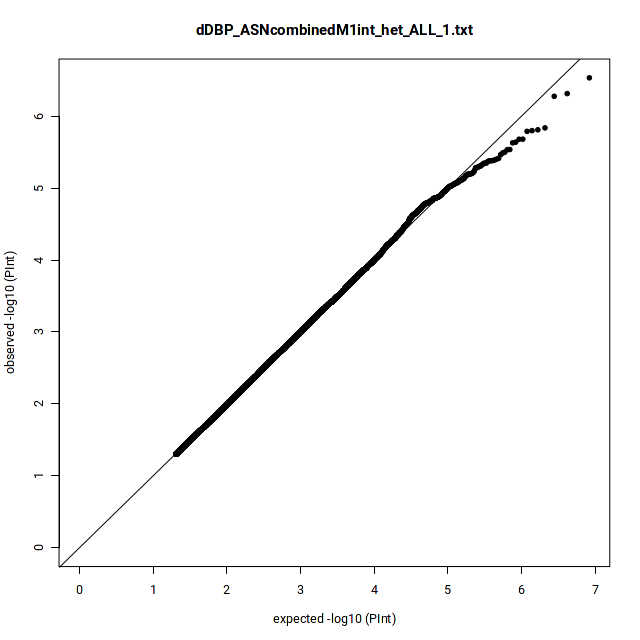 dDBP_ASNcombinedM1int_het_ALL_1.txt
observed -log10 (PInt)
6
5
4
3
2
1
0
0 1 2 3 4 5 6 7
expected -log10 (PInt)